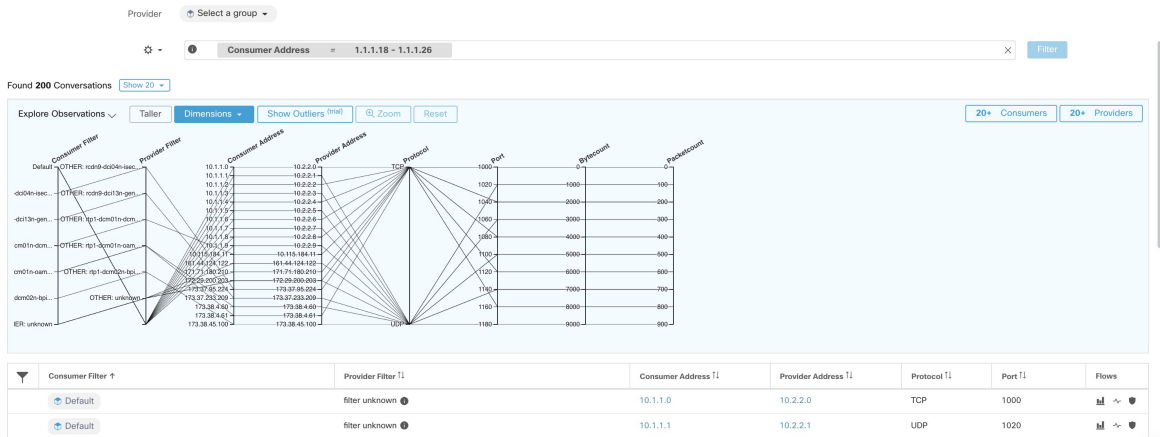 Provider Select a group
Consumer Address = 1.1.1.18 - 1.1.1.26 Filter
Found 200 Conversations Show 20
Explore Observations Taller Dimensions Show Outliers (trial) Zoom Reset 20+ Consumers 20+ Providers
Consumer Filter Provider Filter Consumer Address Provider Address Protocol Port Bytecount Packetcount
Default OTHER: rcdn9-dci04n-isec... 10.1.1.0 10.2.2.0 TCP 1000 0 0
10.1.1.1 10.2.2.1
10.1.1.2 10.2.2.2 1020 1000 100
-dci04n-isec... OTHER: rcdn9-dci13n-gen... 10.1.1.3 10.2.2.3
10.1.1.4 10.2.2.4 1040 2000 200
10.1.1.5 10.2.2.5
-dci13n-gen... OTHER: rtp1-dcm01n-dcm... 10.1.1.6 10.2.2.6 1060 3000 300
10.1.1.7 10.2.2.7
10.1.1.8 10.2.2.8 1080 4000 400
cm01n-dcm... OTHER: rtp1-dcm01n-oam... 10.1.1.9 10.2.2.9
10.115.184.11 10.115.184.11 1100 5000 500
161.44.124.122 161.44.124.122
cm01n-oam... OTHER: rtp1-dcm02n-bpi... 171.71.180.210 171.71.180.210 1120 6000 600
172.29.200.203 172.29.200.203
173.37.95.224 173.37.95.224 1140 7000 700
dcm02n-bpi... OTHER: unknown 173.37.233.209 173.37.233.209
173.38.4.60 173.38.4.60 1160 8000 800
173.38.4.61 173.38.4.61
IER: unknown 173.38.45.100 173.38.45.100 UDP 1180 9000 900
Consumer Filter Provider Filter Consumer Address Provider Address Protocol Port Flows
Default filter unknown 10.1.1.0 10.2.2.0 TCP 1000
Default filter unknown 10.1.1.1 10.2.2.1 UDP 1020